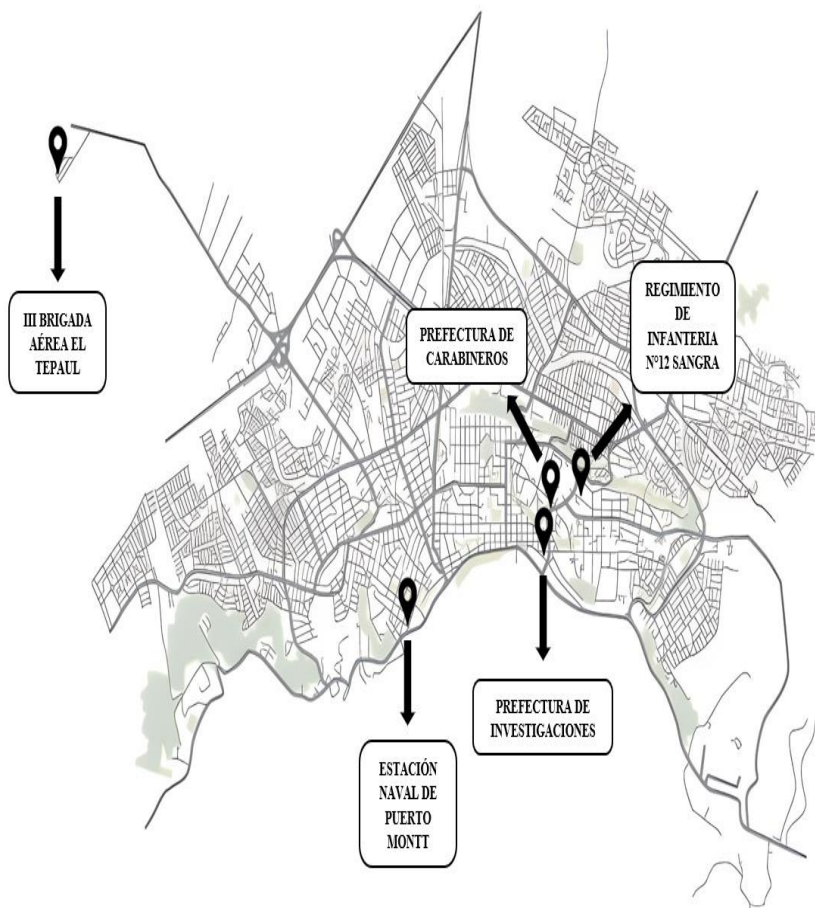 III BRIGADA
AÉREA EL
TEPAUL
PREFECTURA DE
CARABINEROS
REGIMIENTO
DE
INFANTERIA
N°12 SANGRA
PREFECTURA DE
INVESTIGACIONES
ESTACIÓN
NAVAL DE
PUERTO
MONTT